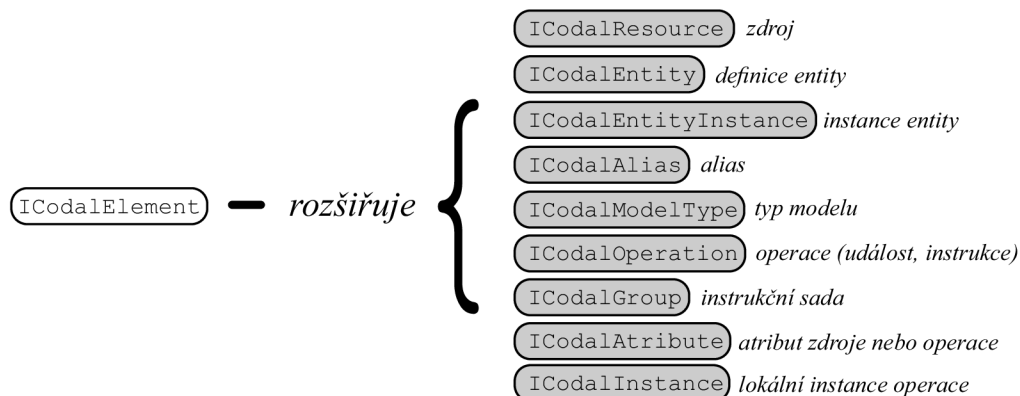 ICodalResource zdroj
ICodalEntity definice entity
ICodalEntityInstance instance entity
ICodalAlias alias
ICodalElement rozšiřuje
ICodalModelType typ modelu
ICodalOperation operace (událost, instrukce)
ICodalGroup instrukční sada
ICodalAtribute atribut zdroje nebo operace
ICodalInstance lokální instance operace